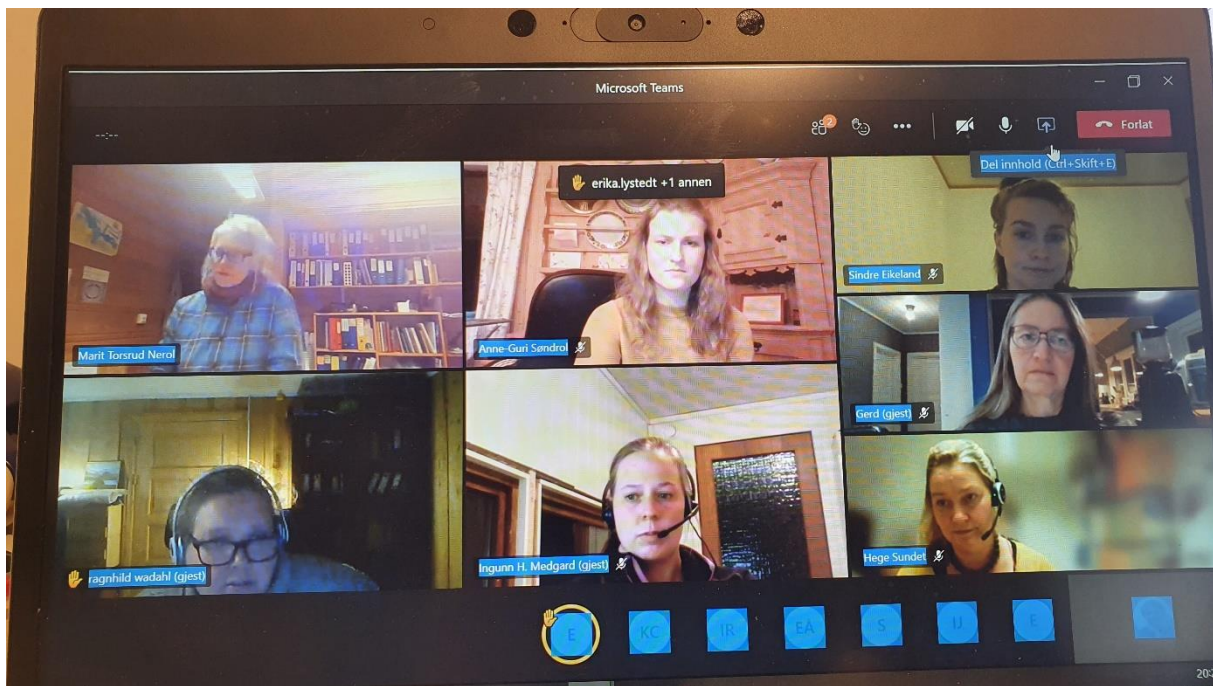 Microsoft Teams
--:--
2
Forlat
Del innhold (Ctrl+Skift+E)
erika.lystedt +1 annen
Marit Torsrud Nerol
Anne-Guri Søndrol
Sindre Eikeland
Gerd (gjest)
ragnhild wadahl (gjest)
Ingunn H. Medgard (gjest)
Hege Sundet
E
KC
IR
EA
S
IJ
E